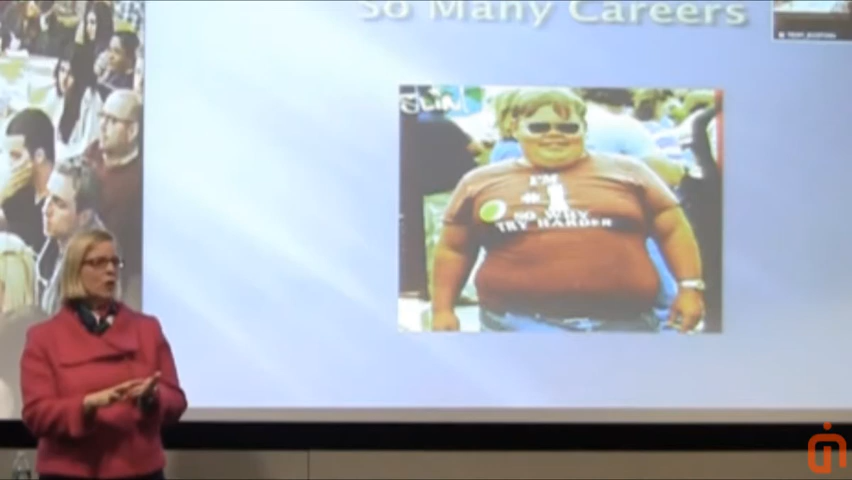 So Many Careers
I'M
#1
SO WHY
TRY HARDER